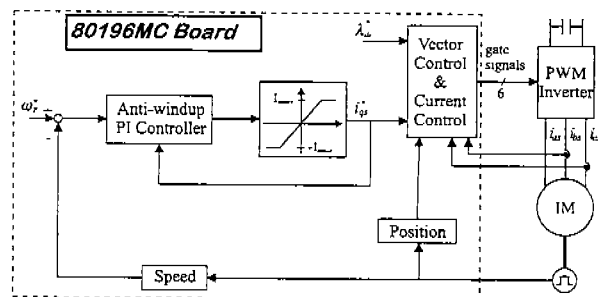 80196MC Board
λ*
Vector
Control
&
Current
Control
gate
signals
6
PWM
Inverter
ω*r
+
-
Anti-windup
PI Controller
Imax
-Imax
i*qs
ias ibs
IM
Position
Speed